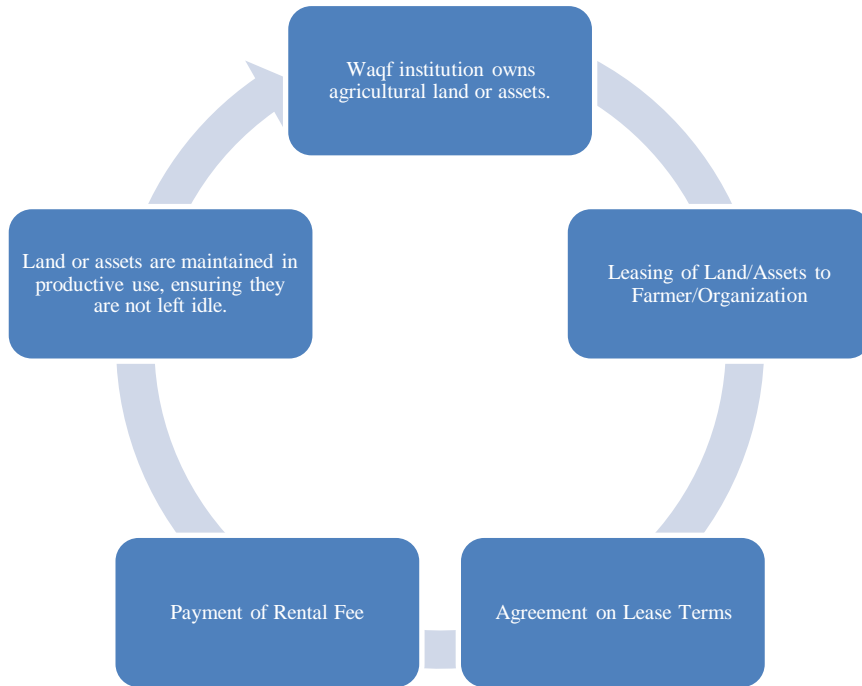 Waqf institution owns
agricultural land or assets.
Leasing of Land/Assets to
Farmer/Organization
Agreement on Lease Terms
Payment of Rental Fee
Land or assets are maintained in
productive use, ensuring they
are not left idle.